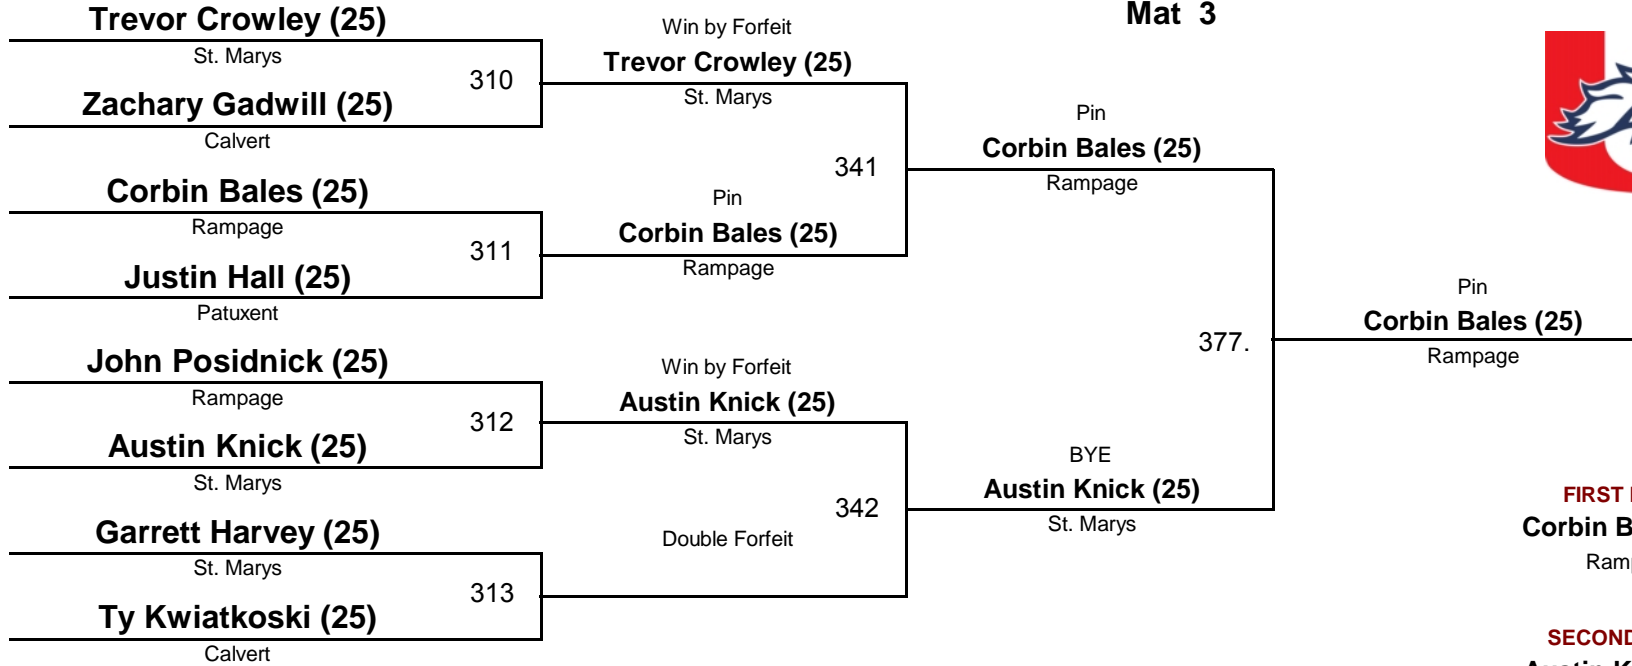 Mat 3
Trevor Crowley (25)
St. Marys
310
Zachary Gadwill (25)
Calvert
Corbin Bales (25)
Rampage
311
Justin Hall (25)
Patuxent
John Posidnick (25)
Rampage
312
Austin Knick (25)
St. Marys
Garrett Harvey (25)
St. Marys
313
Ty Kwiatkoski (25)
Calvert
Win by Forfeit
Trevor Crowley (25)
St. Marys
341
Pin
Corbin Bales (25)
Rampage
Win by Forfeit
Austin Knick (25)
St. Marys
342
Double Forfeit
Pin
Corbin Bales (25)
Rampage
377.
BYE
Austin Knick (25)
St. Marys
Pin
Corbin Bales (25)
Rampage
FIRST
Corbin
SECOND
Austin